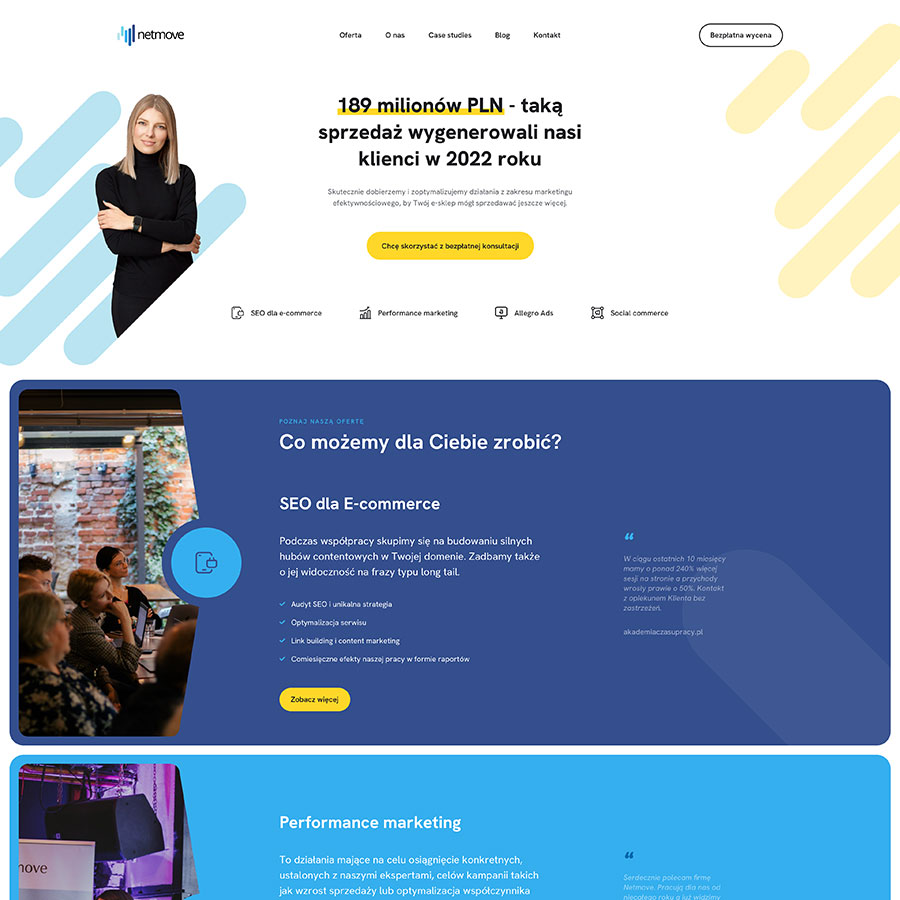 netmove
Oferta
O nas
Case studies
Blog
Kontakt
Bezpłatna wycena
189 milionów PLN - taką
sprzedaż wygenerowali nasi
klienci w 2022 roku
Skutecznie dobierzemy i zoptymalizujemy działania z zakresu marketingu
efektywnościowego, by Twój e-sklep mógł sprzedawać jeszcze więcej.
Chcę skorzystać z bezpłatnej konsultacji
SEO dla e-commerce
Performance marketing
Allegro Ads
Social commerce
POZNAJ NASZĄ OFERTĘ
Co możemy dla Ciebie zrobić?
SEO dla E-commerce
Podczas współpracy skupimy się na budowaniu silnych
hubów contentowych w Twojej domenie. Zadbamy także
o jej widoczność na frazy typu long tail.
Audyt SEO i unikalna strategia
Optymalizacja serwisu
Link building i content marketing
Comiesięczne efekty naszej pracy w formie raportów
Zobacz więcej
“
W ciągu ostatnich 10 miesięcy
mamy o ponad 240% więcej
sesji na stronie a przychody
wrosły prawie o 50%. Kontakt
z opiekunem Klienta bez
zastrzeżeń.
akademiaczasupracy.pl
move
Performance marketing
To działania mające na celu osiągnięcie konkretnych,
ustalonych z naszymi ekspertami, celów kampanii takich
jak wzrost sprzedaży lub optymalizacja współczynnika
“
Serdecznie polecam firmę
Netmove. Pracują dla nas od
niecałego roku a już widzimy